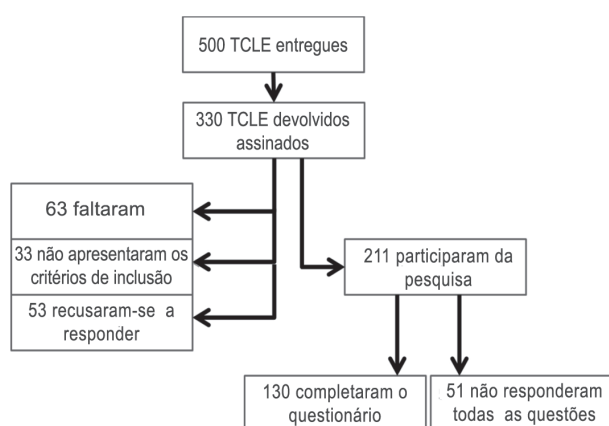 500 TCLE entregues
330 TCLE devolvidos
assinados
63 faltaram
33 não apresentaram os
critérios de inclusão
53 recusaram-se a
responder
211 participaram da
pesquisa
130 completaram o
questionário
51 não responderam
todas as questões